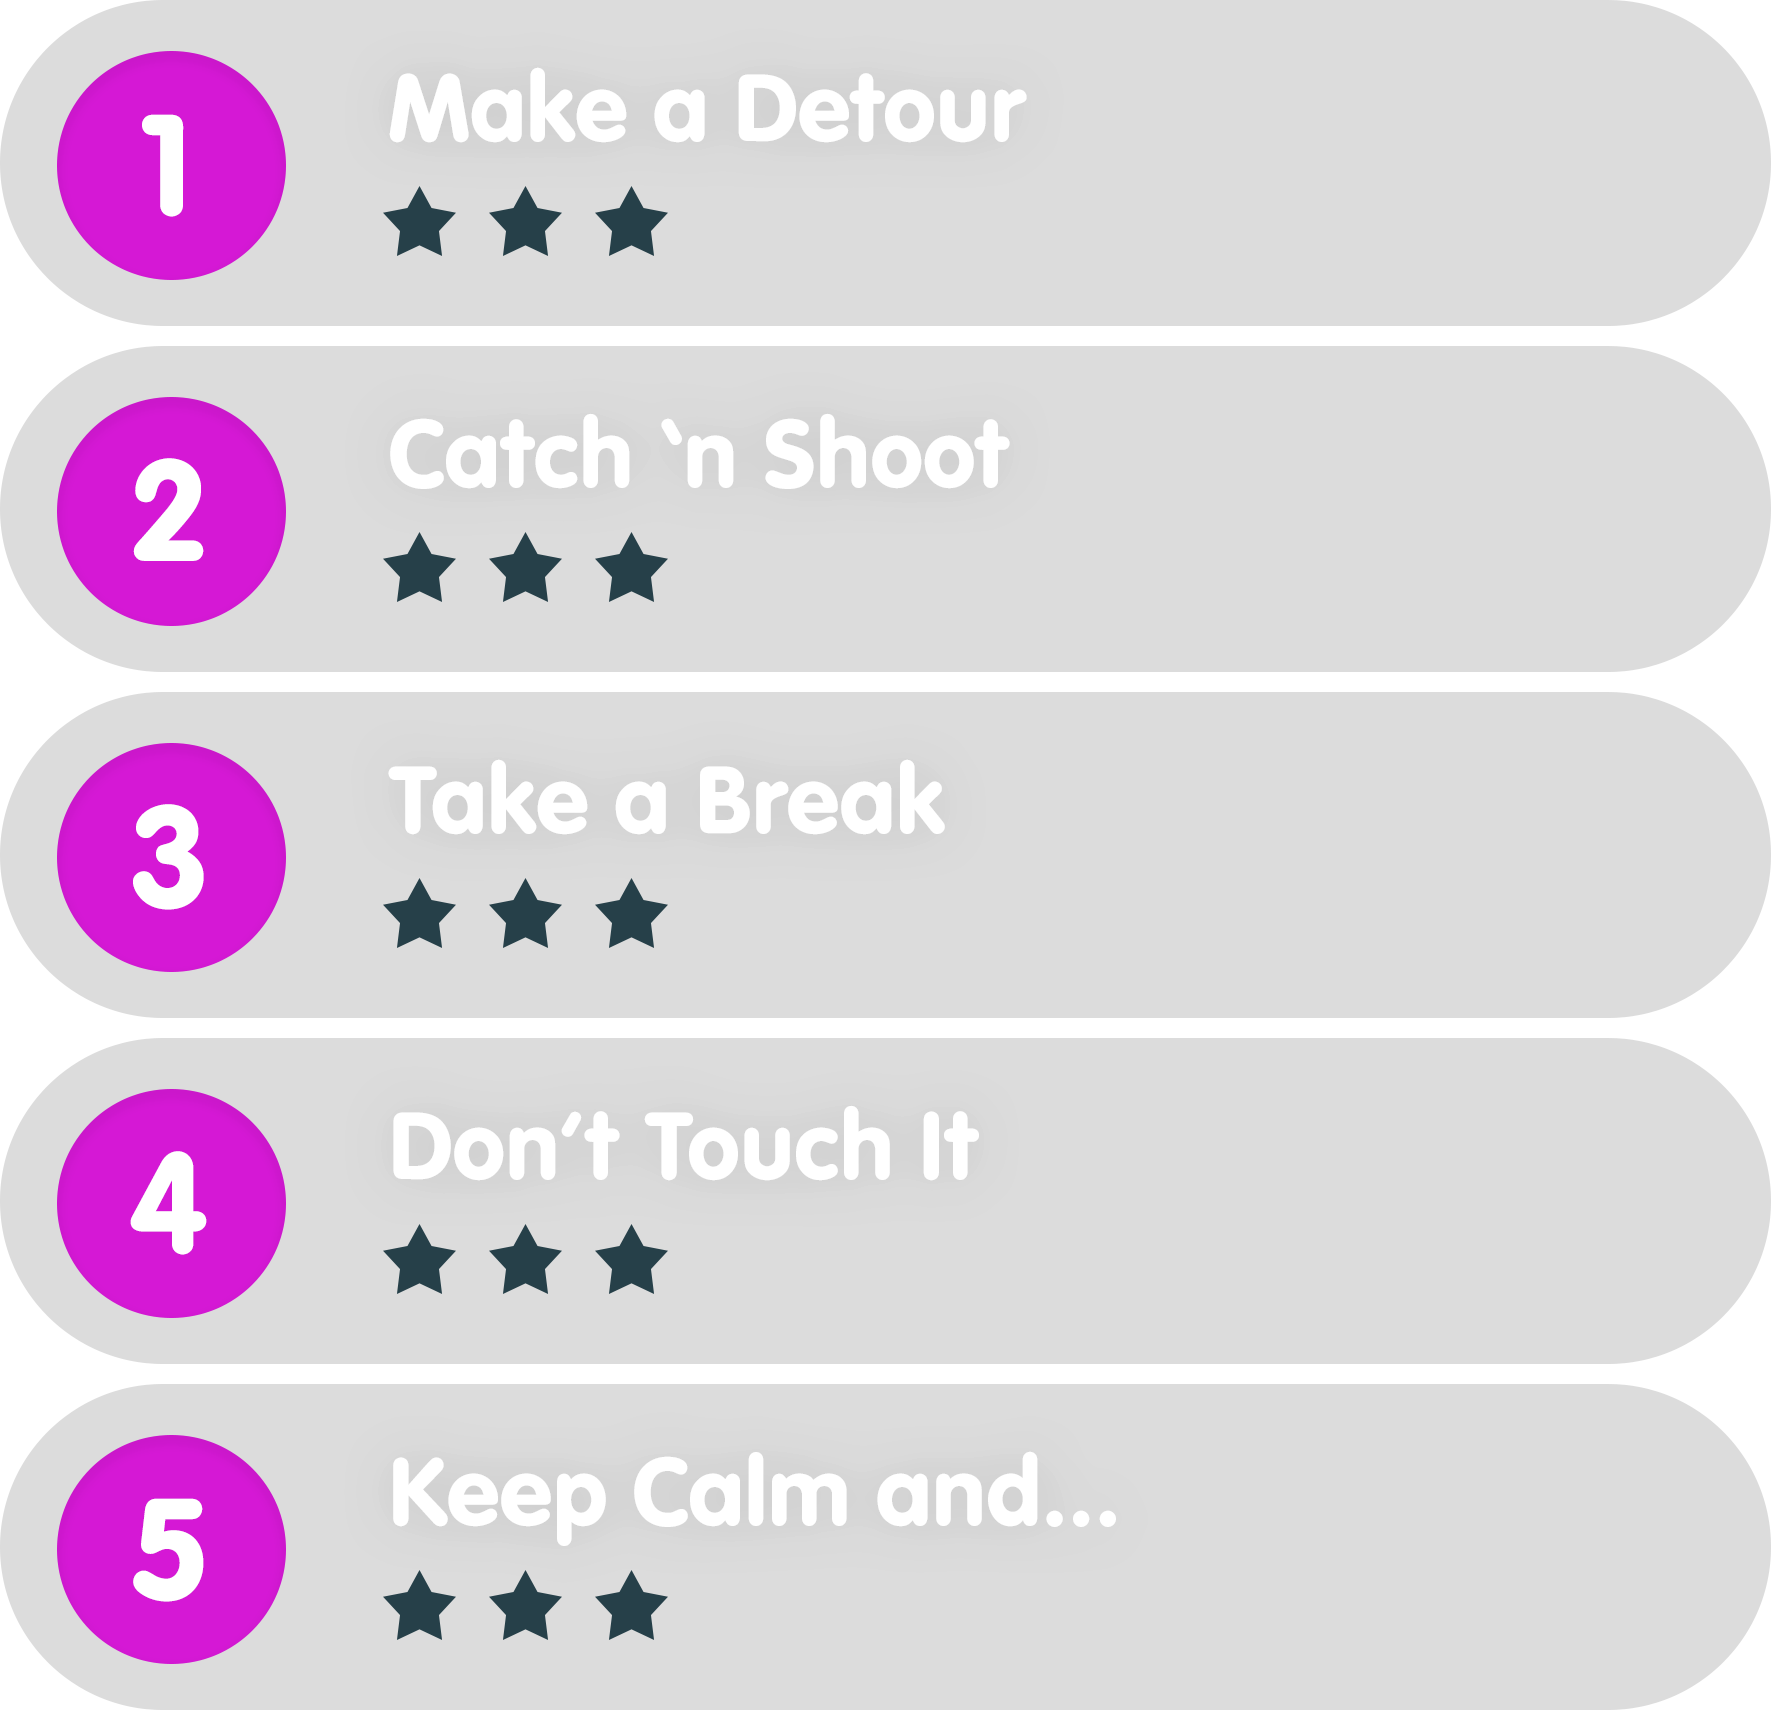 1
Make a Detour
2
Catch ‵n Shoot
3
Take a Break
4
Don′t Touch It
5
Keep Calm and...